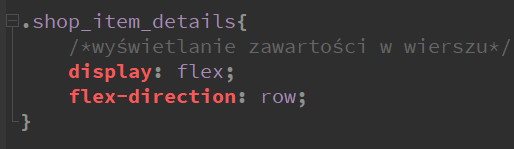 .shop_item_details{
/*wyświetlanie zawartości w wierszu*/
display: flex;
flex-direction: row;
}